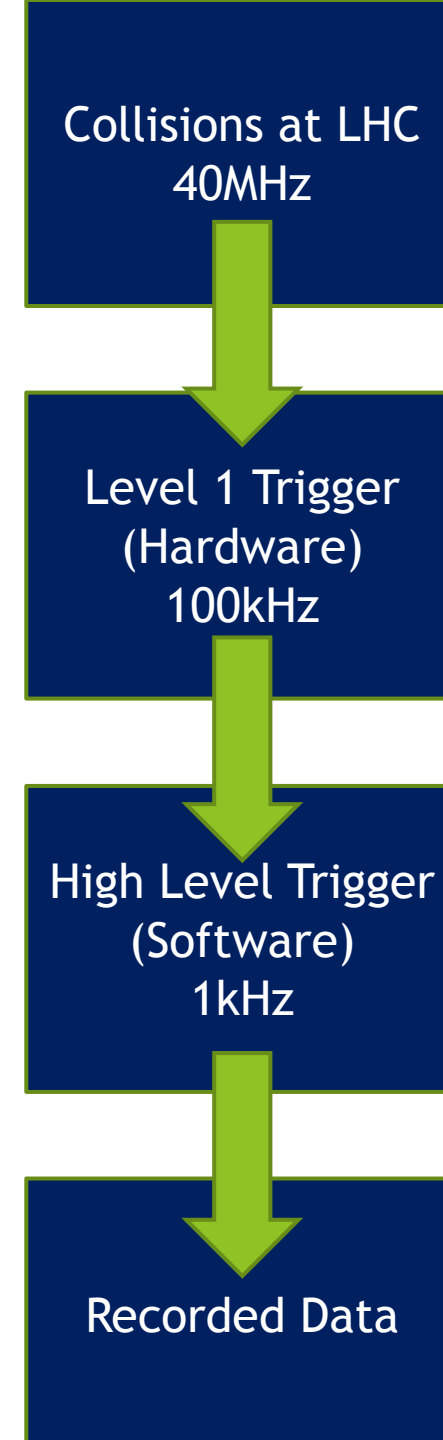 Collisions at LHC
40MHz
Level 1 Trigger
(Hardware)
100kHz
High Level Trigger
(Software)
1kHz
Recorded Data